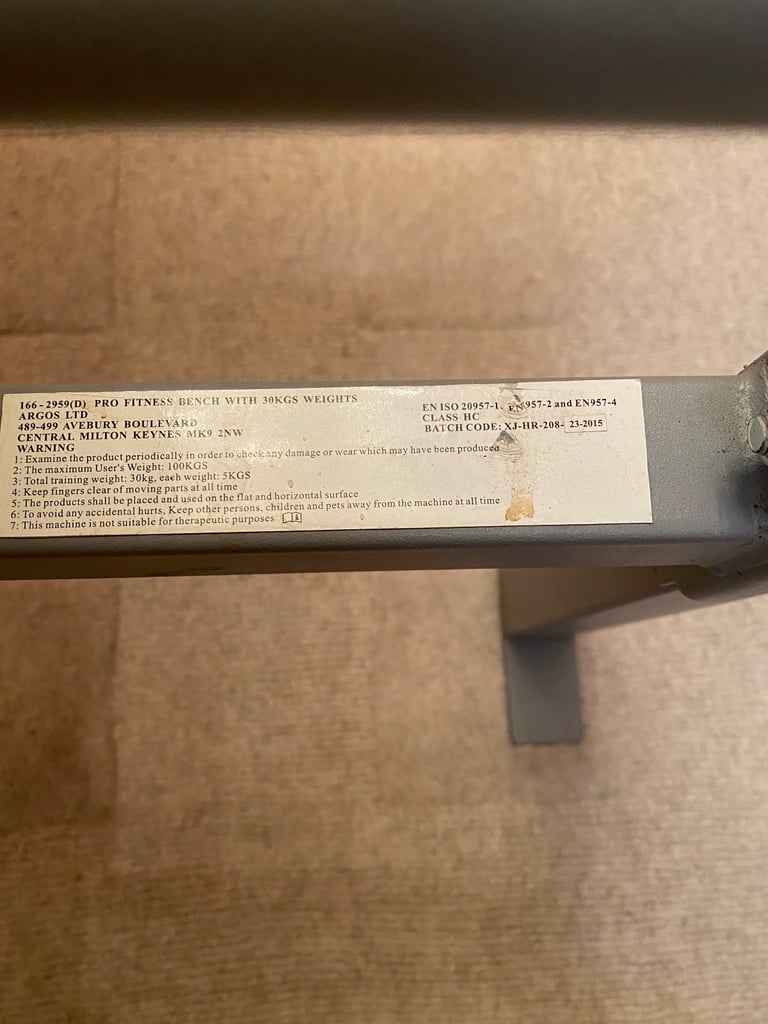 166-2959(D) PRO FITNESS BENCH WITH 30KGS WEIGHTS
ARGOS LTD
489-499 AVEBURY BOULEVARD
CENTRAL MILTON KEYNES MK9 2NW
EN ISO 20957-1, EN957-2 and EN957-4
CLASS HC
BATCH CODE: XJ-HR-208- 23-2015
WARNING
1: Examine the product periodically in order to check any damage or wear which may have been produced
2: The maximum User's Weight: 100KGS
3: Total training weight: 30kg, each weight: 5KGS
4: Keep fingers clear of moving parts at all time
5: The products shall be placed and used on the flat and horizontal surface
6: To avoid any accidental hurts, Keep other persons, children and pets away from the machine at all time
7: This machine is not suitable for therapeutic purposes